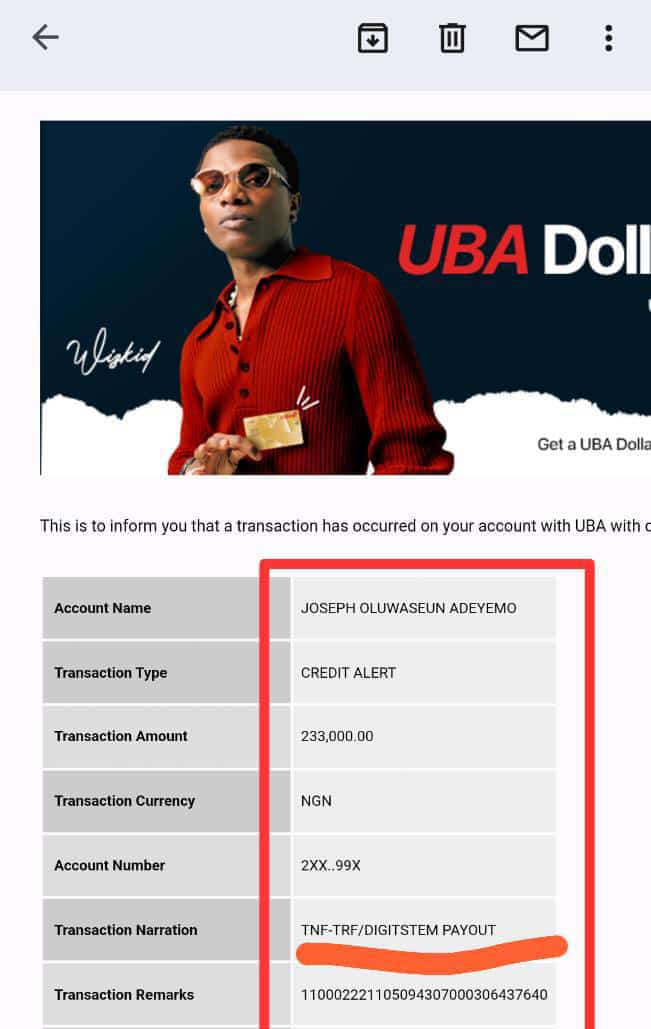 Wizkid
UBA Doll
Get a UBA Dolla
This is to inform you that a transaction has occurred on your account with UBA with
Account Name JOSEPH OLUWASEUN ADEYEMO
Transaction Type CREDIT ALERT
Transaction Amount 233,000.00
Transaction Currency NGN
Account Number 2XX..99X
Transaction Narration TNF-TRF/DIGITSTEM PAYOUT
Transaction Remarks 110002221105094307000306437640